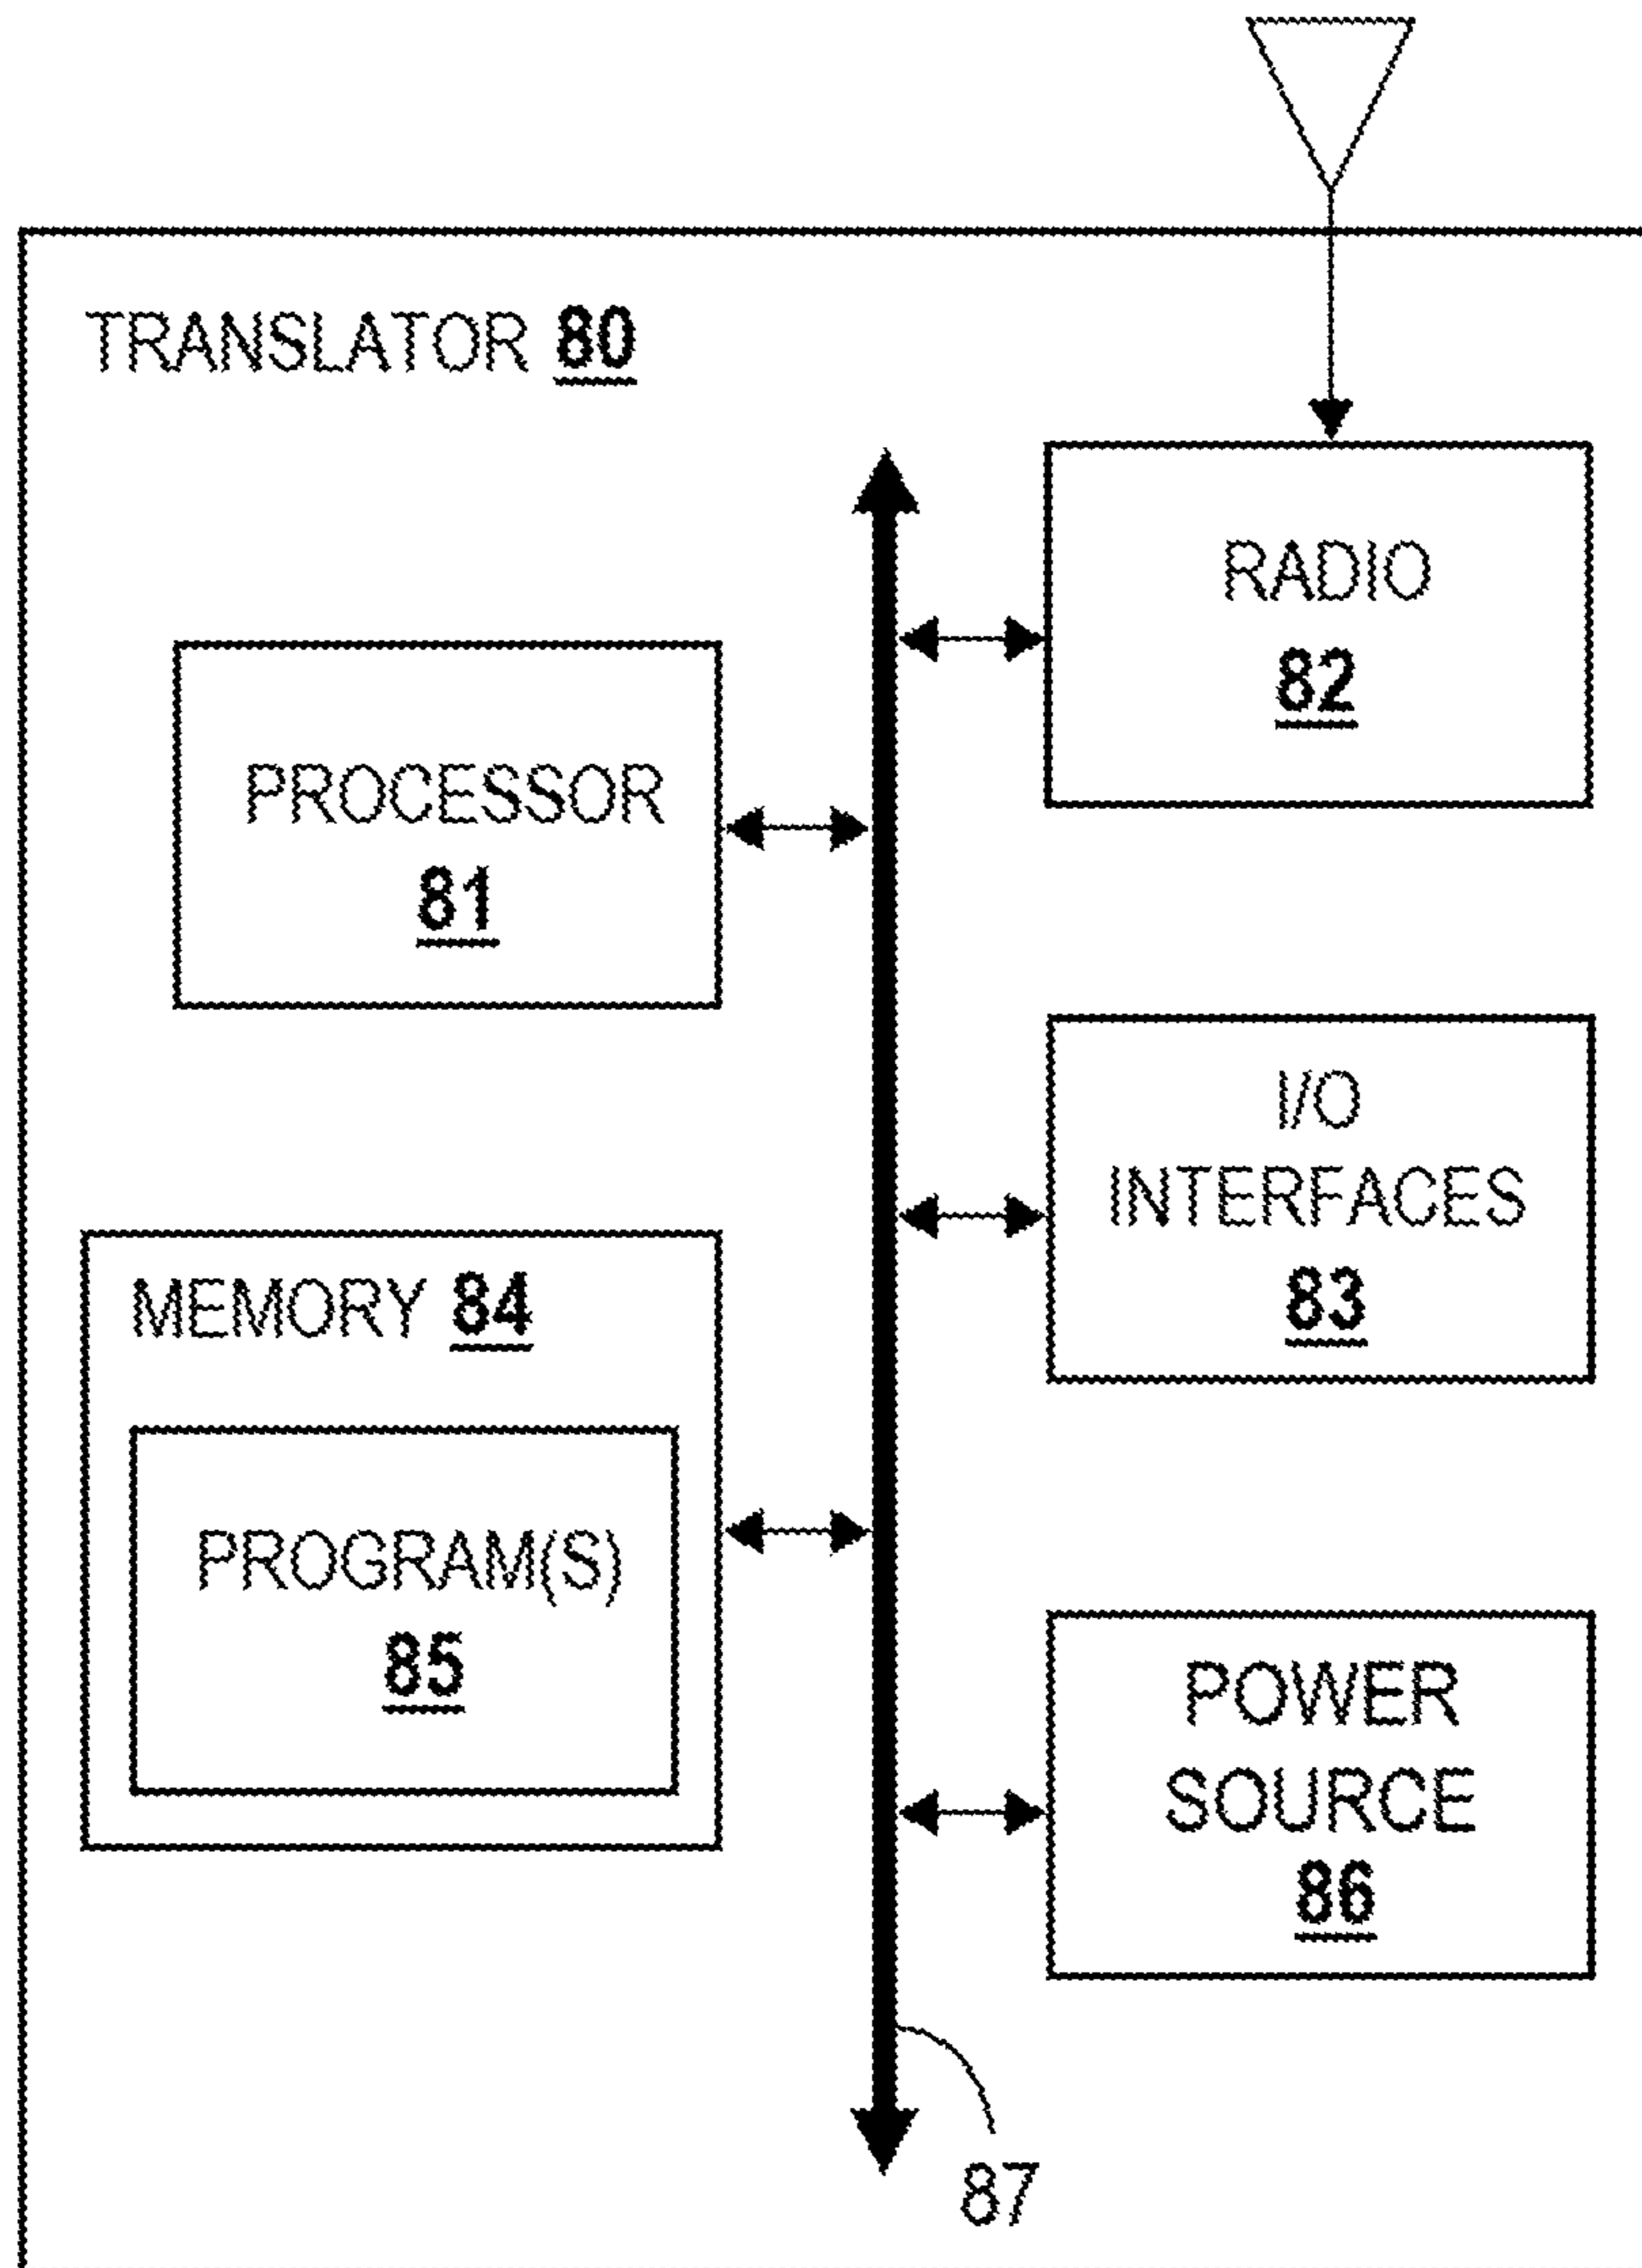 TRANSLATOR 80
RADIO
82
PROCESSOR
81
I/O
INTERFACES
83
MEMORY 84
PROGRAM(S)
85
POWER
SOURCE
86
87